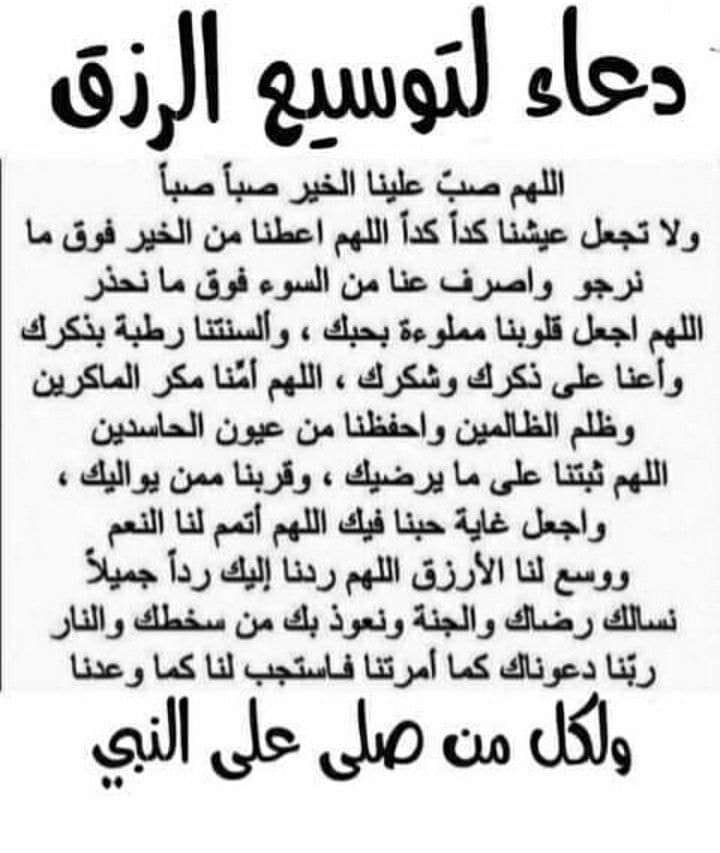 دعاء لتوسيع الرزق
اللهم صبّ علينا الخير صباً صباً
ولا تجعل عيشنا كداً كداً اللهم اعطنا من الخير فوق ما
نرجو واصرف عنا من السوء فوق ما نحذر
اللهم اجعل قلوبنا مملوءة بحبك ، وألسنتنا رطبة بذكرك
وأعنا على ذكرك وشكرك ، اللهم أمّنا مكر الماكرين
وظلم الظالمين واحفظنا من عيون الحاسدين
اللهم ثبتنا على ما يرضيك ، وقربنا ممن يواليك ،
واجعل غاية حبنا فيك اللهم أتمم لنا النعم
ووسع لنا الأرزق اللهم ردنا إليك رداً جميلاً
نسالك رضاك والجنة ونعوذ بك من سخطك والنار
ربّنا دعوناك كما أمرتنا فاستجب لنا كما وعدنا
ولكل من صلى على النبي